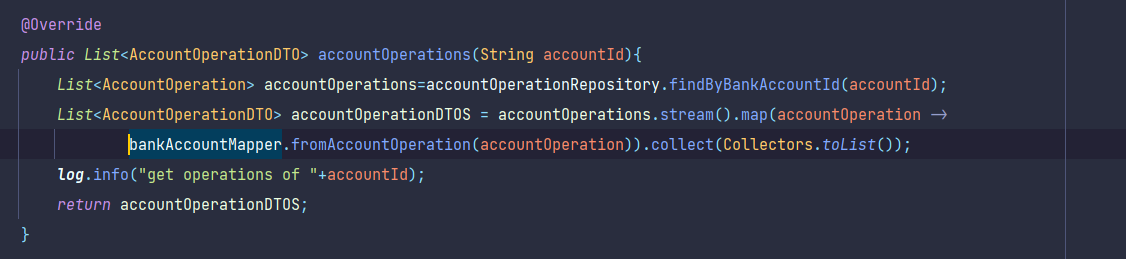 @Override
public List<AccountOperationDTO> accountOperations(String accountId){
List<AccountOperation> accountOperations=accountOperationRepository.findByBankAccountId(accountId);
List<AccountOperationDTO> accountOperationDTOS = accountOperations.stream().map(accountOperation ->
bankAccountMapper.fromAccountOperation(accountOperation)).collect(Collectors.toList());
log.info("get operations of "+accountId);
return accountOperationDTOS;
}